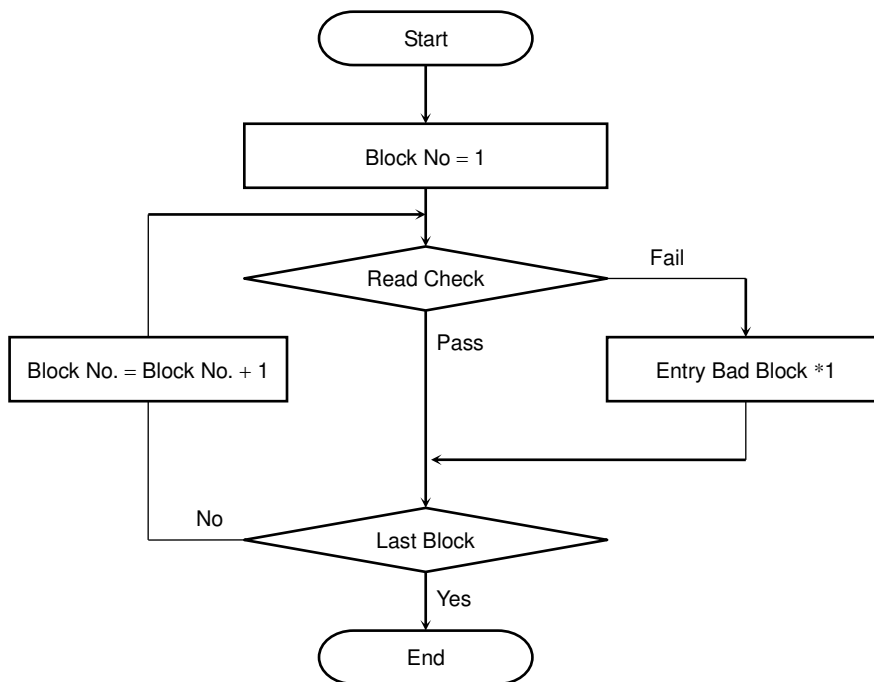 Start
Block No = 1
Read Check
Fail
Pass
Block No. = Block No. + 1
Entry Bad Block *1
No
Last Block
Yes
End